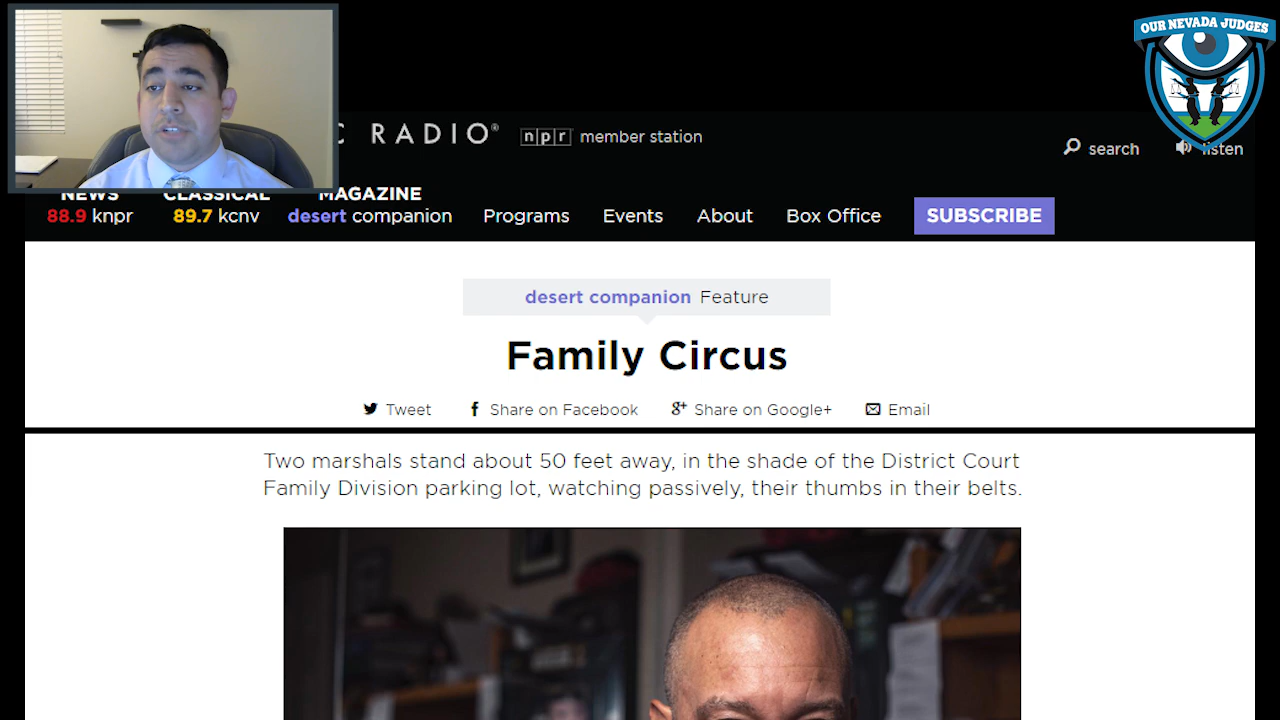 OUR NEVADA JUDGES
C RADIO® npr member station
search
listen
NEWS
88.9 knpr
CLASSICAL
89.7 kcnv
MAGAZINE
desert companion
Programs
Events
About
Box Office
SUBSCRIBE
desert companion Feature
Family Circus
Tweet
Share on Facebook
Share on Google+
Email
Two marshals stand about 50 feet away, in the shade of the District Court
Family Division parking lot, watching passively, their thumbs in their belts.